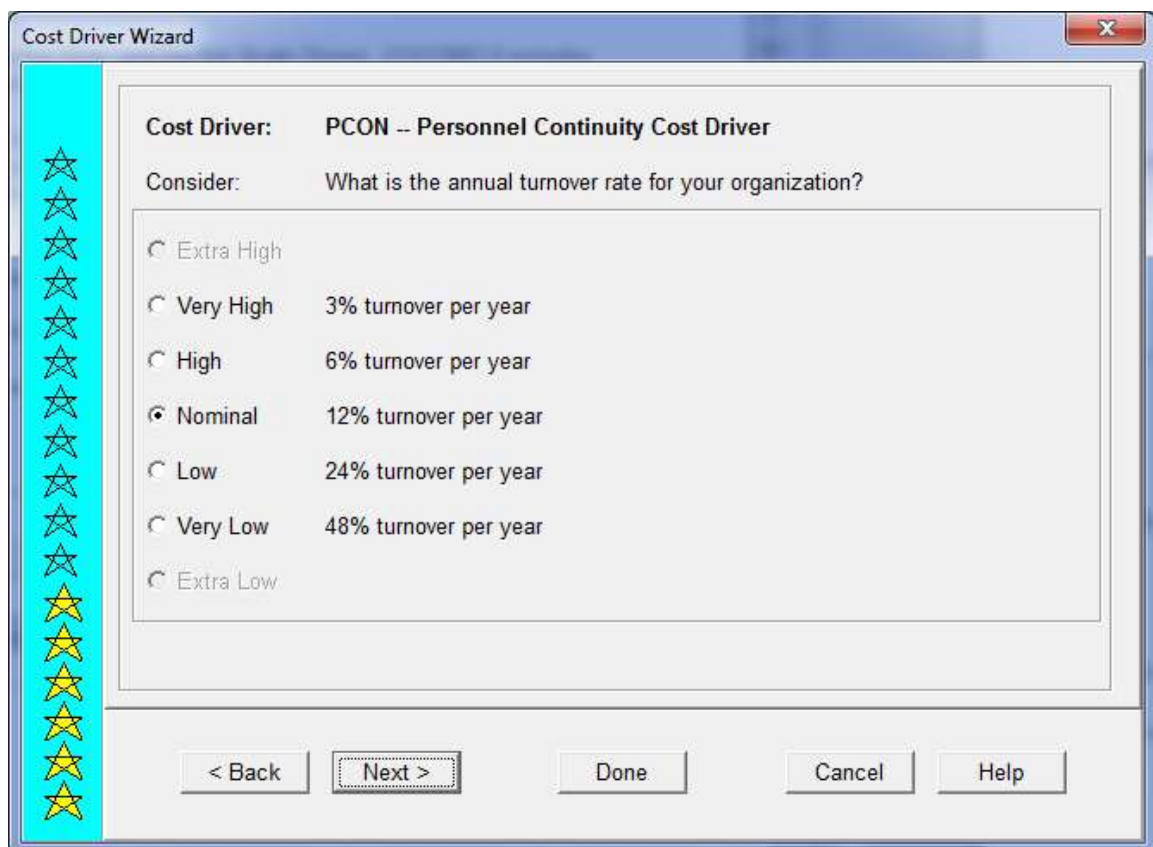 Cost Driver Wizard
Cost Driver: PCON -- Personnel Continuity Cost Driver
Consider: What is the annual turnover rate for your organization?
Extra High
Very High 3% turnover per year
High 6% turnover per year
Nominal 12% turnover per year
Low 24% turnover per year
Very Low 48% turnover per year
Extra Low
< Back Next > Done Cancel Help